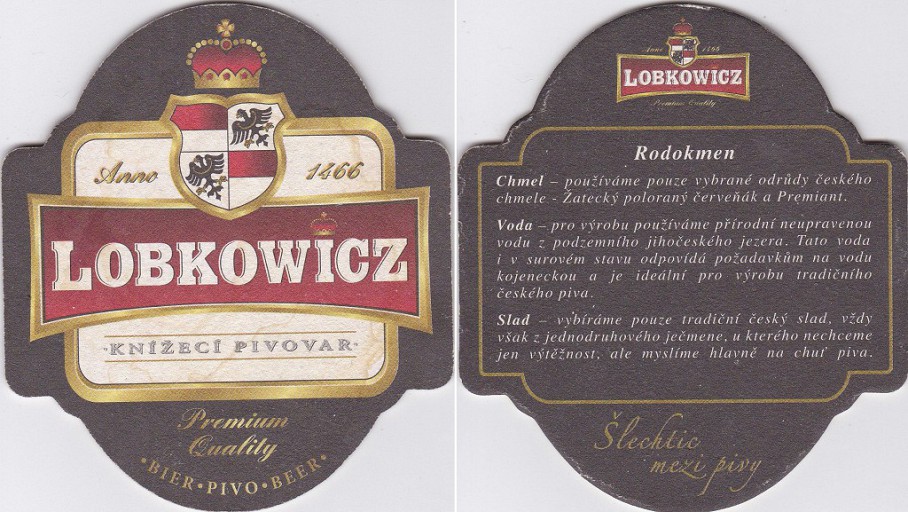 Anno 1466
LOBKOWICZ
·KNÍŽECÍ PIVOVAR·
Premium
Quality
·BIER·PIVO·BEER·
Anno 1466
LOBKOWICZ
Premium Quality
Rodokmen
Chmel – používáme pouze vybrané odrůdy českého
chmele - Žatecký poloraný červeňák a Premiant.
Voda – pro výrobu používáme přírodní neupravenou
vodu z podzemního jihočeského jezera. Tato voda
i v surovém stavu odpovídá požadavkům na vodu
kojeneckou a je ideální pro výrobu tradičního
českého piva.
Slad – vybíráme pouze tradiční český slad, vždy
však z jednodruhového ječmene, u kterého nechceme
jen výtěžnost, ale myslíme hlavně na chuť piva.
Šlechtic
mezi pivy